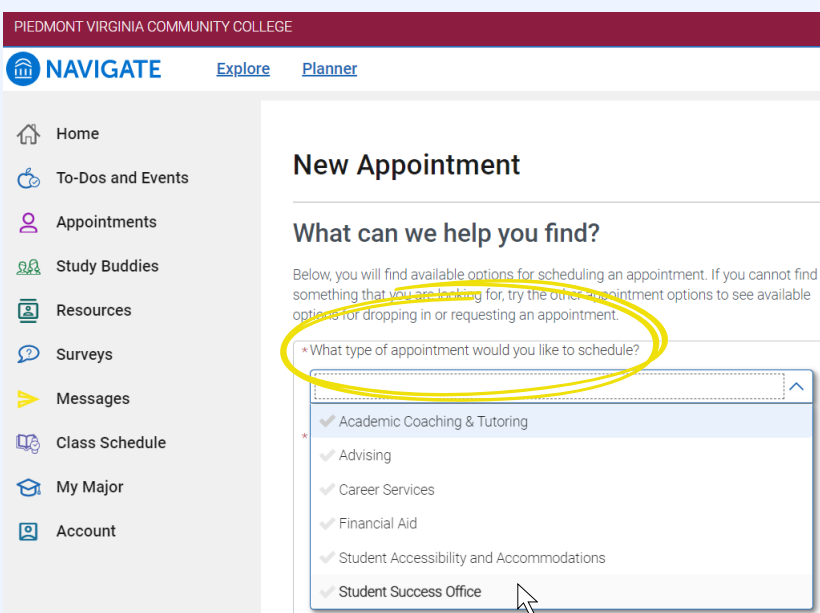 PIEDMONT VIRGINIA COMMUNITY COLLEGE
NAVIGATE Explore Planner
Home
To-Dos and Events
Appointments
Study Buddies
Resources
Surveys
Messages
Class Schedule
My Major
Account
New Appointment
What can we help you find?
Below, you will find available options for scheduling an appointment. If you cannot find
something that you are looking for, try the other appointment options to see available
options for dropping in or requesting an appointment.
*What type of appointment would you like to schedule?
*
Academic Coaching & Tutoring
Advising
Career Services
Financial Aid
Student Accessibility and Accommodations
Student Success Office